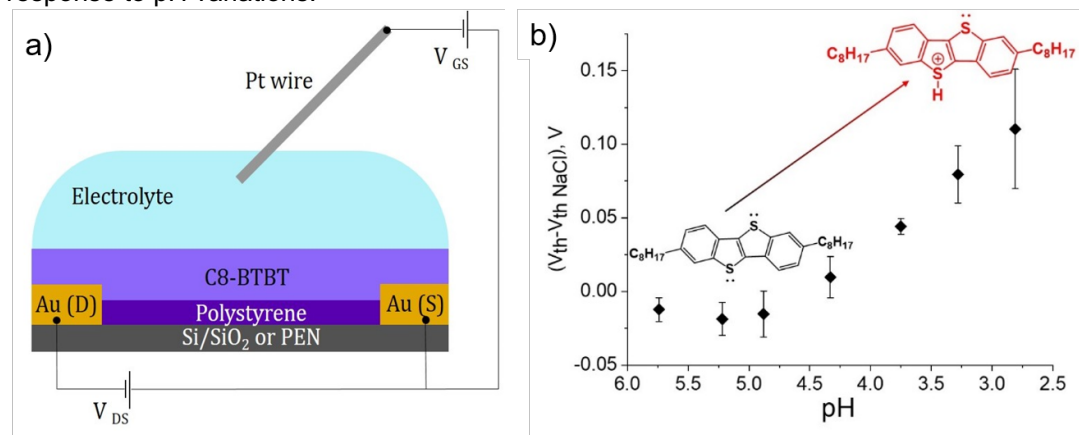 response to pH variations.
a)
V GS
Pt wire
Electrolyte
C8-BTBT
Au (D)
Au (S)
Polystyrene
Si/SiO₂ or PEN
V DS
b)
C₈H₁₇
S
S
H
C₈H₁₇
(Vth-Vth NaCl), V
0.15
0.10
0.05
0.00
-0.05
C₈H₁₇
S
S
C₈H₁₇
6.0 5.5 5.0 4.5 4.0 3.5 3.0 2.5
pH